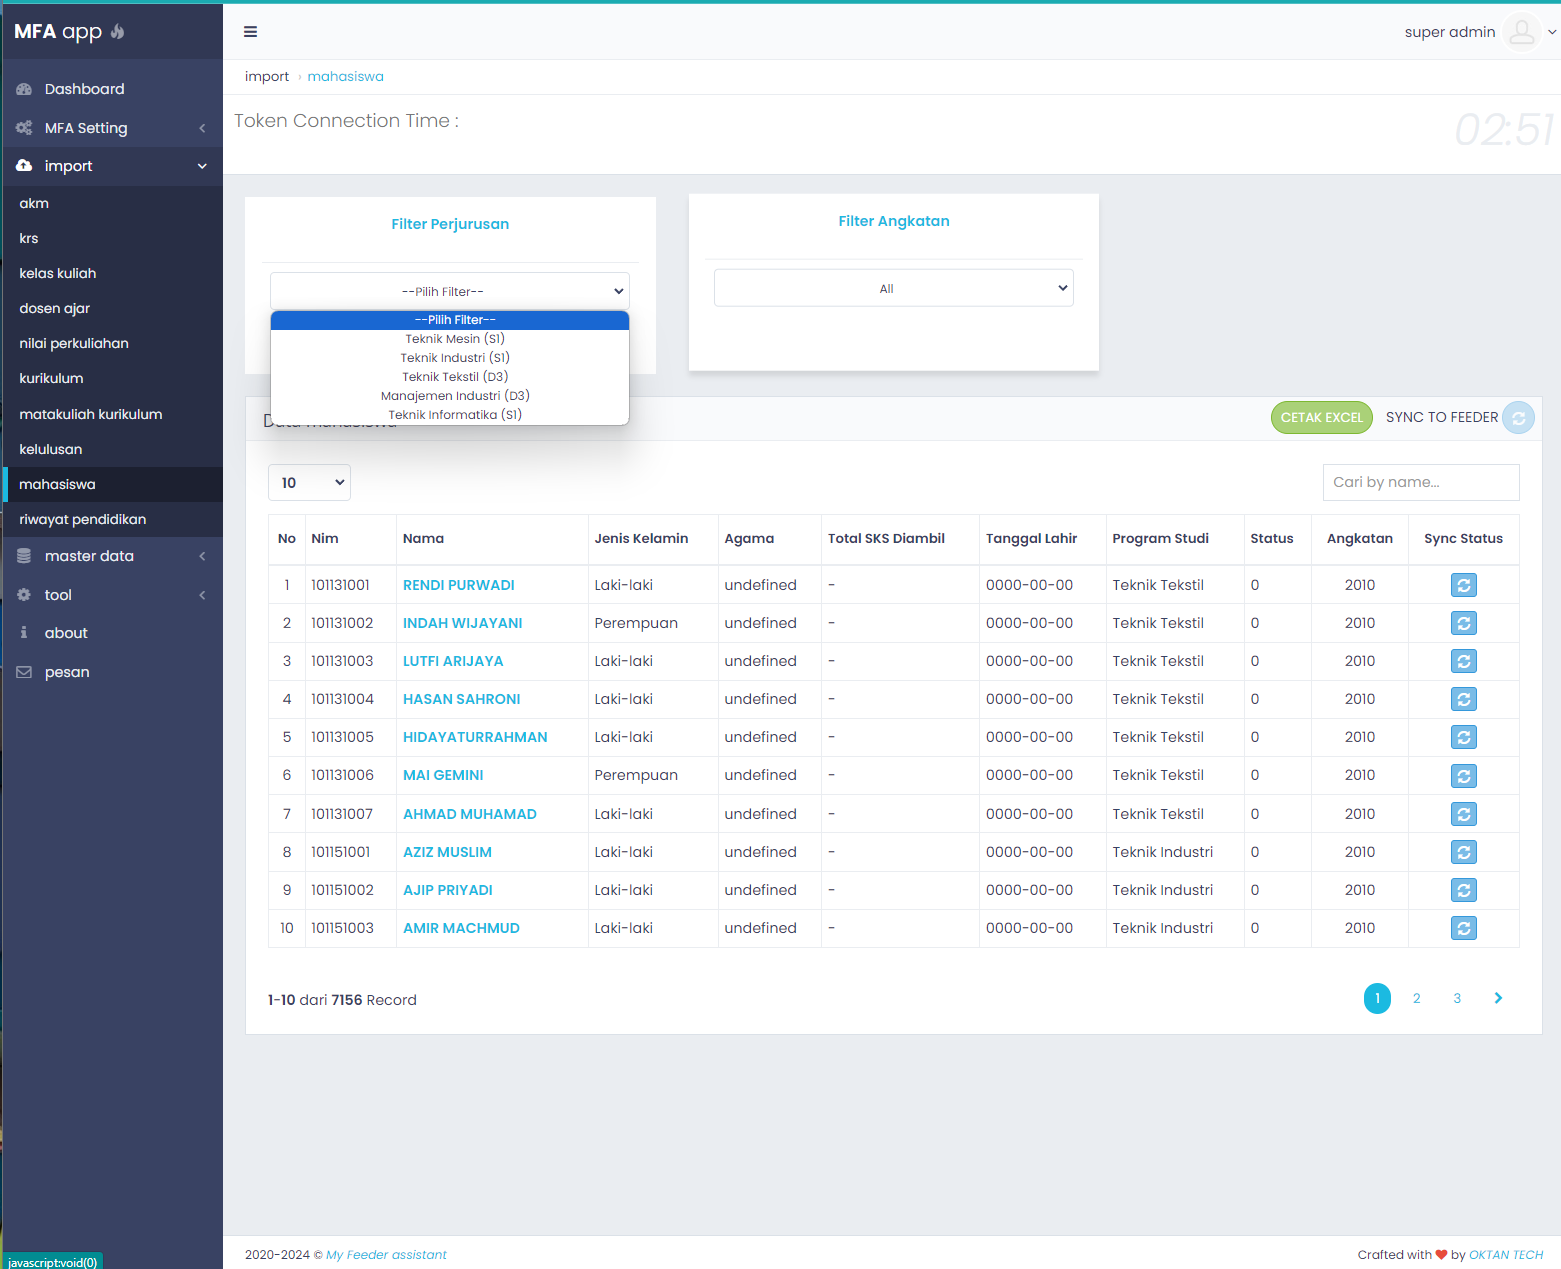 MFA app
super admin
Dashboard
MFA Setting
import
akm
krs
kelas kuliah
dosen ajar
nilai perkuliahan
kurikulum
matakuliah kurikulum
kelulusan
mahasiswa
riwayat pendidikan
master data
tool
about
pesan
javascript:void(0)
import › mahasiswa
Token Connection Time :
02:51
Filter Perjurusan
--Pilih Filter--
--Pilih Filter--
Teknik Mesin (S1)
Teknik Industri (S1)
Teknik Tekstil (D3)
Manajemen Industri (D3)
Teknik Informatika (S1)
Filter Angkatan
All
CETAK EXCEL SYNC TO FEEDER
10
Cari by name...
No Nim Nama Jenis Kelamin Agama Total SKS Diambil Tanggal Lahir Program Studi Status Angkatan Sync Status
1 101131001 RENDI PURWADI Laki-laki undefined - 0000-00-00 Teknik Tekstil 0 2010
2 101131002 INDAH WIJAYANI Perempuan undefined - 0000-00-00 Teknik Tekstil 0 2010
3 101131003 LUTFI ARIJAYA Laki-laki undefined - 0000-00-00 Teknik Tekstil 0 2010
4 101131004 HASAN SAHRONI Laki-laki undefined - 0000-00-00 Teknik Tekstil 0 2010
5 101131005 HIDAYATURRAHMAN Laki-laki undefined - 0000-00-00 Teknik Tekstil 0 2010
6 101131006 MAI GEMINI Perempuan undefined - 0000-00-00 Teknik Tekstil 0 2010
7 101131007 AHMAD MUHAMAD Laki-laki undefined - 0000-00-00 Teknik Tekstil 0 2010
8 101151001 AZIZ MUSLIM Laki-laki undefined - 0000-00-00 Teknik Industri 0 2010
9 101151002 AJIP PRIYADI Laki-laki undefined - 0000-00-00 Teknik Industri 0 2010
10 101151003 AMIR MACHMUD Laki-laki undefined - 0000-00-00 Teknik Industri 0 2010
1-10 dari 7156 Record
1 2 3
2020-2024 © My Feeder assistant
Crafted with ❤ by OKTAN TECH